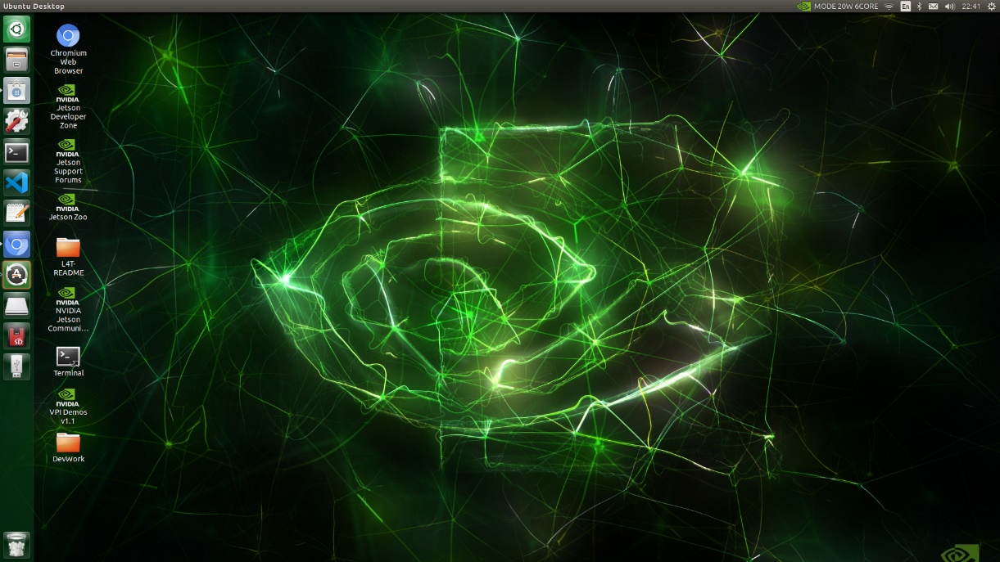 Ubuntu Desktop
MODE 20W 6CORE
En
22:41
Chromium
Web
Browser
NVIDIA
Jetson
Developer
Zone
NVIDIA
Jetson
Support
Forums
NVIDIA
Jetson Zoo
L4T-
README
NVIDIA
NVIDIA
Jetson
Communi...
SD
>_
Terminal
NVIDIA
VPI Demos
v1.1
DevWork